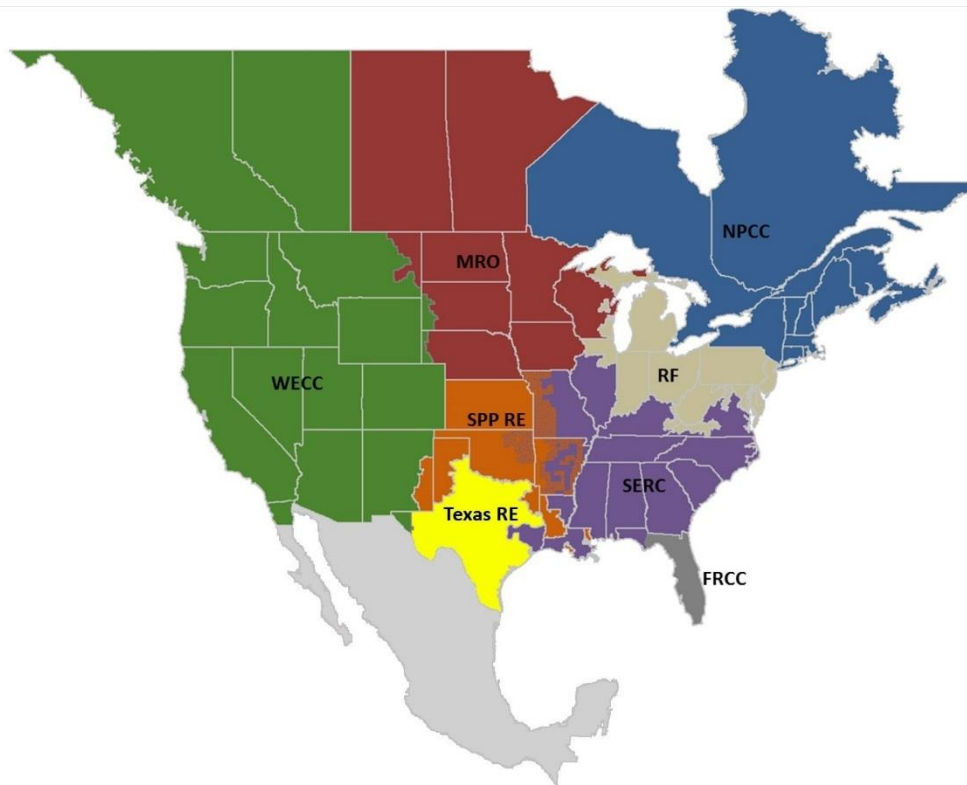 NPCC
MRO
RF
WECC
SPP RE
SERC
Texas RE
FRCC